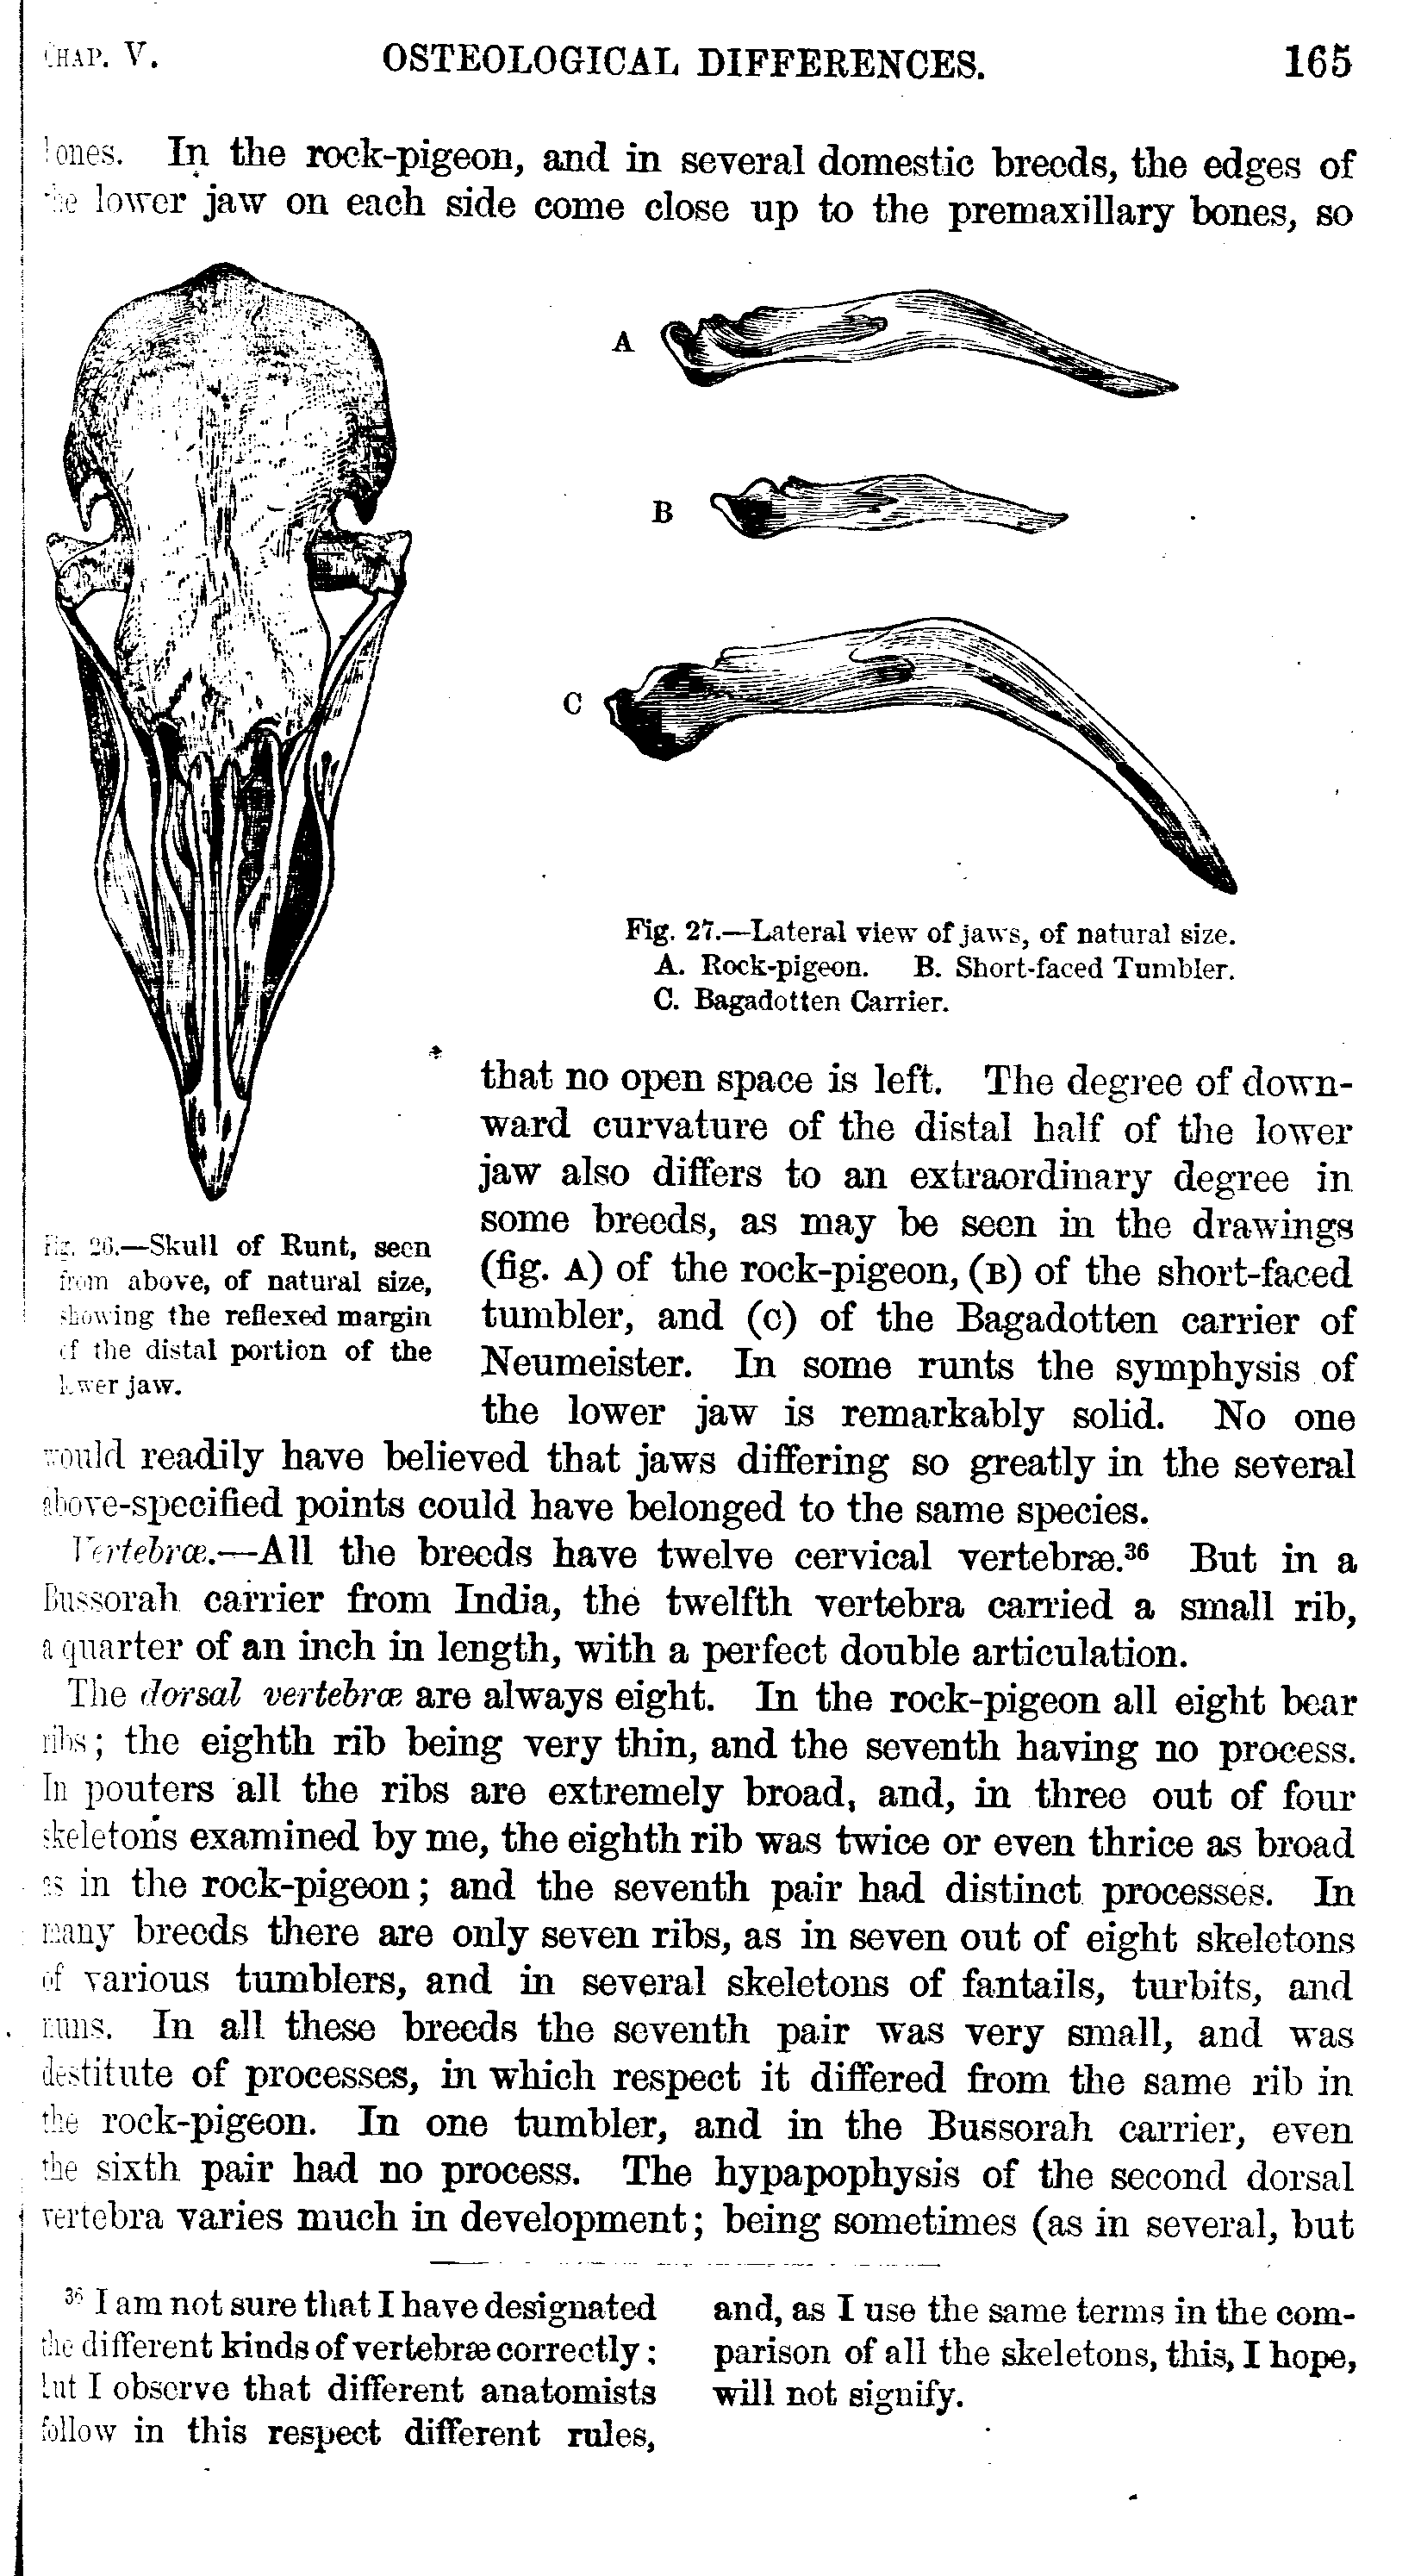 CHAP. V. OSTEOLOGICAL DIFFERENCES. 165
bones. In the rock-pigeon, and in several domestic breeds, the edges of
the lower jaw on each side come close up to the premaxillary bones, so
A
B
C
Fig. 27.—Lateral view of jaws, of natural size.
A. Rock-pigeon. B. Short-faced Tumbler.
C. Bagadotten Carrier.
Fig. 26.—Skull of Runt, seen
from above, of natural size,
showing the reflexed margin
of the distal portion of the
lower jaw.
that no open space is left. The degree of down-
ward curvature of the distal half of the lower
jaw also differs to an extraordinary degree in
some breeds, as may be seen in the drawings
(fig. A) of the rock-pigeon, (B) of the short-faced
tumbler, and (C) of the Bagadotten carrier of
Neumeister. In some runts the symphysis of
the lower jaw is remarkably solid. No one
would readily have believed that jaws differing so greatly in the several
above-specified points could have belonged to the same species.
Vertebræ.—All the breeds have twelve cervical vertebræ.³⁶ But in a
Bussorah carrier from India, the twelfth vertebra carried a small rib,
a quarter of an inch in length, with a perfect double articulation.
The dorsal vertebræ are always eight. In the rock-pigeon all eight bear
ribs; the eighth rib being very thin, and the seventh having no process.
In pouters all the ribs are extremely broad, and, in three out of four
skeletons examined by me, the eighth rib was twice or even thrice as broad
as in the rock-pigeon; and the seventh pair had distinct processes. In
many breeds there are only seven ribs, as in seven out of eight skeletons
of various tumblers, and in several skeletons of fantails, turbits, and
nuns. In all these breeds the seventh pair was very small, and was
destitute of processes, in which respect it differed from the same rib in
the rock-pigeon. In one tumbler, and in the Bussorah carrier, even
the sixth pair had no process. The hypapophysis of the second dorsal
vertebra varies much in development; being sometimes (as in several, but
³⁶ I am not sure that I have designated
the different kinds of vertebræ correctly:
but I observe that different anatomists
follow in this respect different rules,
and, as I use the same terms in the com-
parison of all the skeletons, this, I hope,
will not signify.